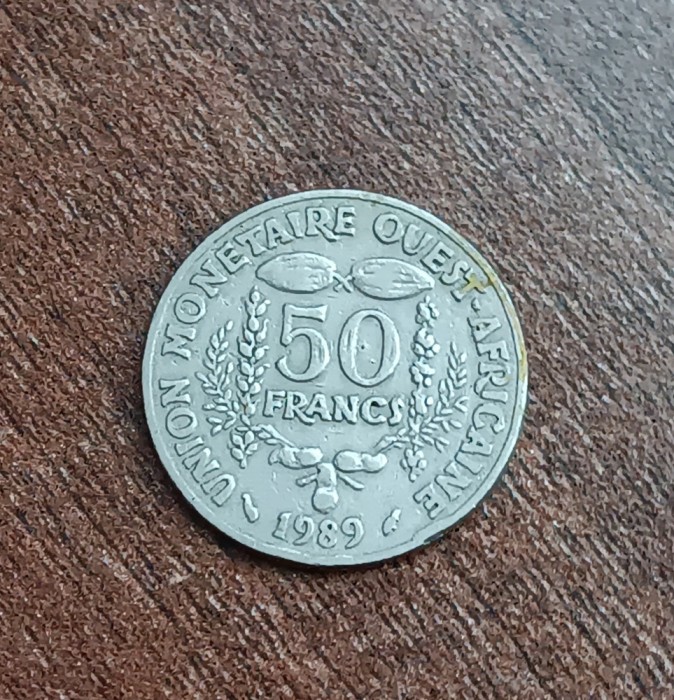 UNION MONETAIRE OUEST-AFRICAINE
50
FRANCS
1989